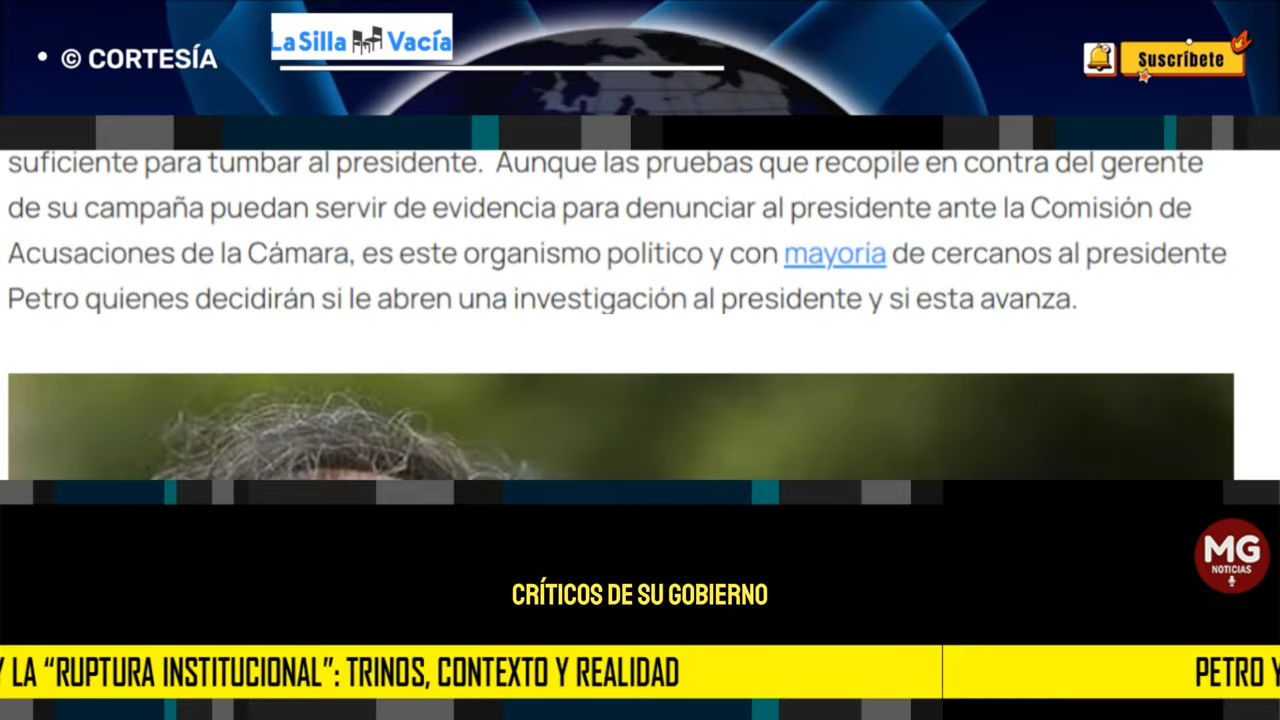 • © CORTESÍA
La Silla Vacía
Suscríbete
suficiente para tumbar al presidente. Aunque las pruebas que recopile en contra del gerente
de su campaña puedan servir de evidencia para denunciar al presidente ante la Comisión de
Acusaciones de la Cámara, es este organismo político y con mayoría de cercanos al presidente
Petro quienes decidirán si le abren una investigación al presidente y si esta avanza.
MG
NOTICIAS
CRÍTICOS DE SU GOBIERNO
Y LA “RUPTURA INSTITUCIONAL”: TRINOS, CONTEXTO Y REALIDAD
PETRO Y